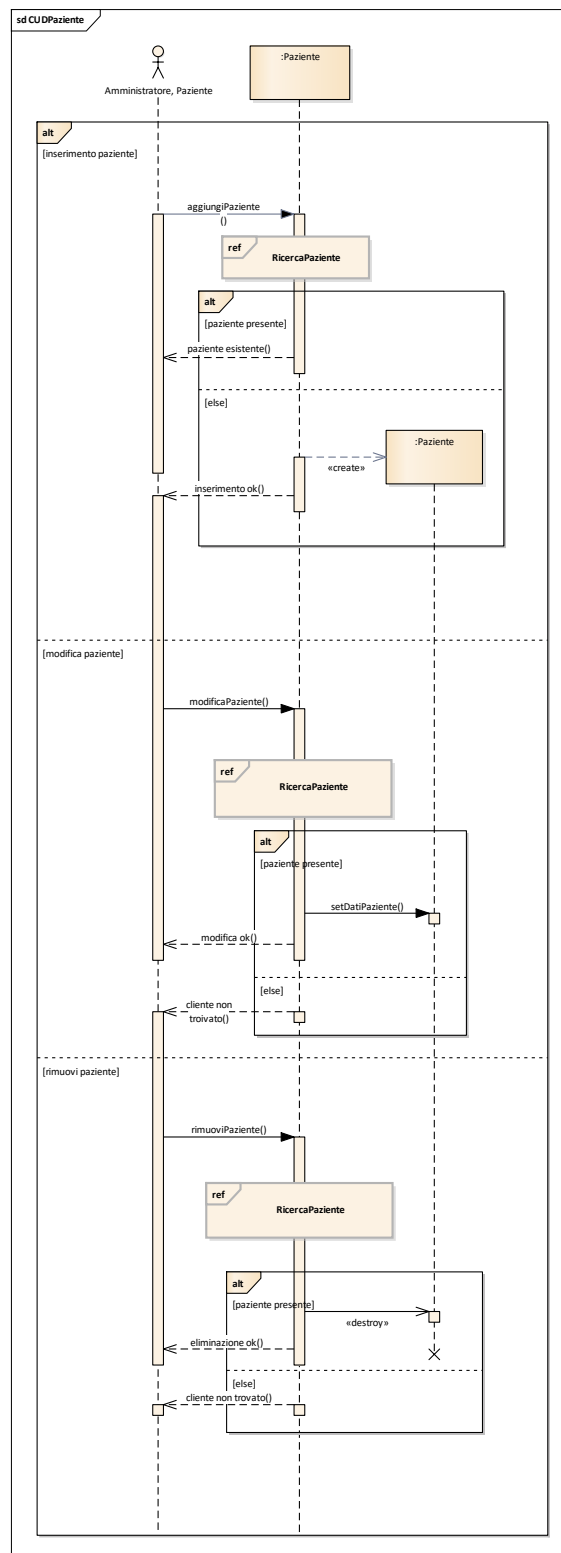 sd CUDPaziente
:Paziente
Amministratore, Paziente
alt
[inserimento paziente]
aggiungiPaziente
()
ref
RicercaPaziente
alt
[paziente presente]
paziente esistente()
[else]
:Paziente
«create»
inserimento ok()
[modifica paziente]
modificaPaziente()
ref
RicercaPaziente
alt
[paziente presente]
setDatiPaziente()
modifica ok()
[else]
cliente non
troivato()
[rimuovi paziente]
rimuoviPaziente()
ref
RicercaPaziente
alt
[paziente presente]
«destroy»
eliminazione ok()
[else]
cliente non trovato()